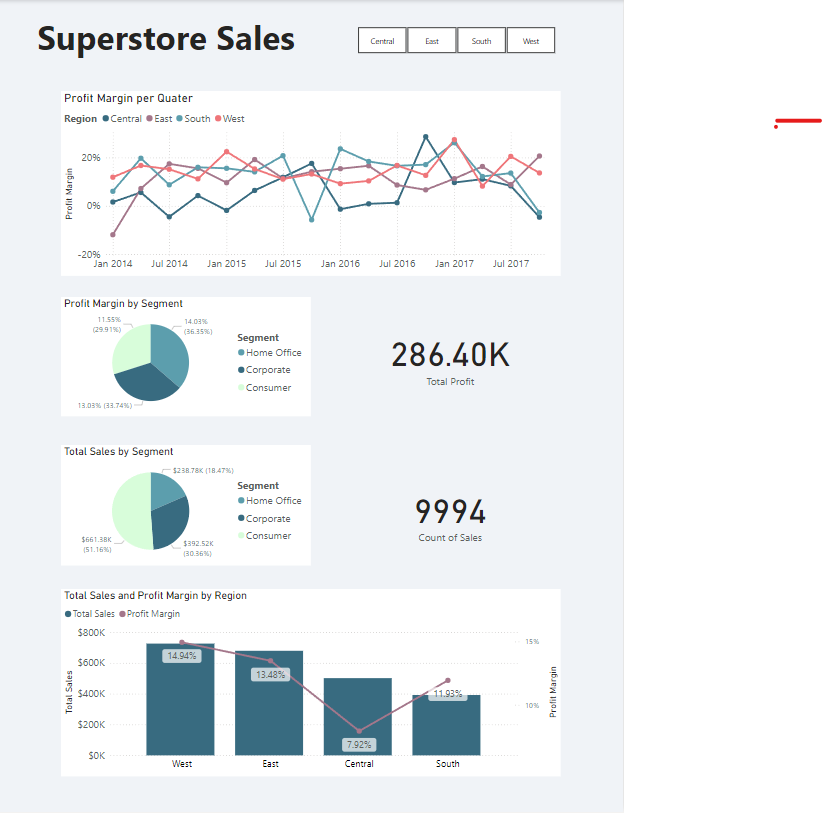 Superstore Sales
Central East South West
Profit Margin per Quater
Region Central East South West
Profit Margin
20%
0%
-20%
Jan 2014 Jul 2014 Jan 2015 Jul 2015 Jan 2016 Jul 2016 Jan 2017 Jul 2017
Profit Margin by Segment
11.55%
(29.91%)
14.03%
(36.35%)
13.03% (33.74%)
Segment
Home Office
Corporate
Consumer
286.40K
Total Profit
Total Sales by Segment
$238.78K (18.47%)
$661.38K
(51.16%)
$392.52K
(30.36%)
Segment
Home Office
Corporate
Consumer
9994
Count of Sales
Total Sales and Profit Margin by Region
Total Sales Profit Margin
Total Sales
$800K
$600K
$400K
$200K
$0K
14.94%
13.48%
7.92%
11.93%
15%
10%
Profit Margin
West East Central South